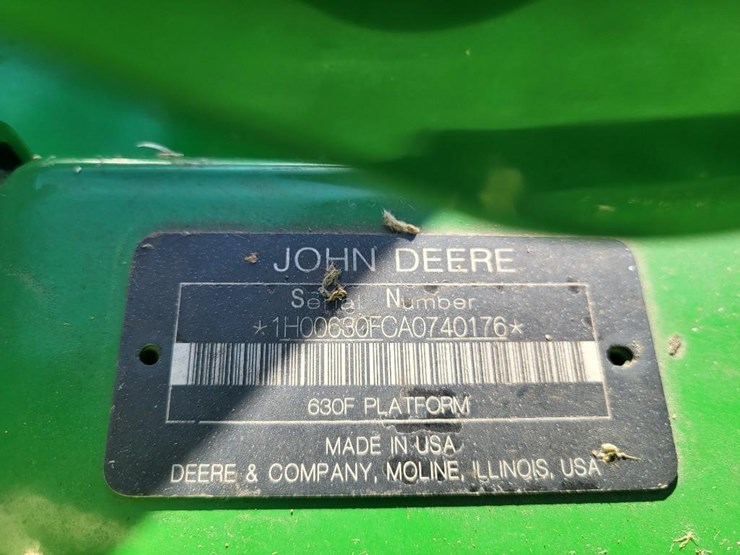 JOHN DEERE
Serial Number
*1H00630FCA0740176*
630F PLATFORM
MADE IN USA
DEERE & COMPANY, MOLINE, ILLINOIS, USA